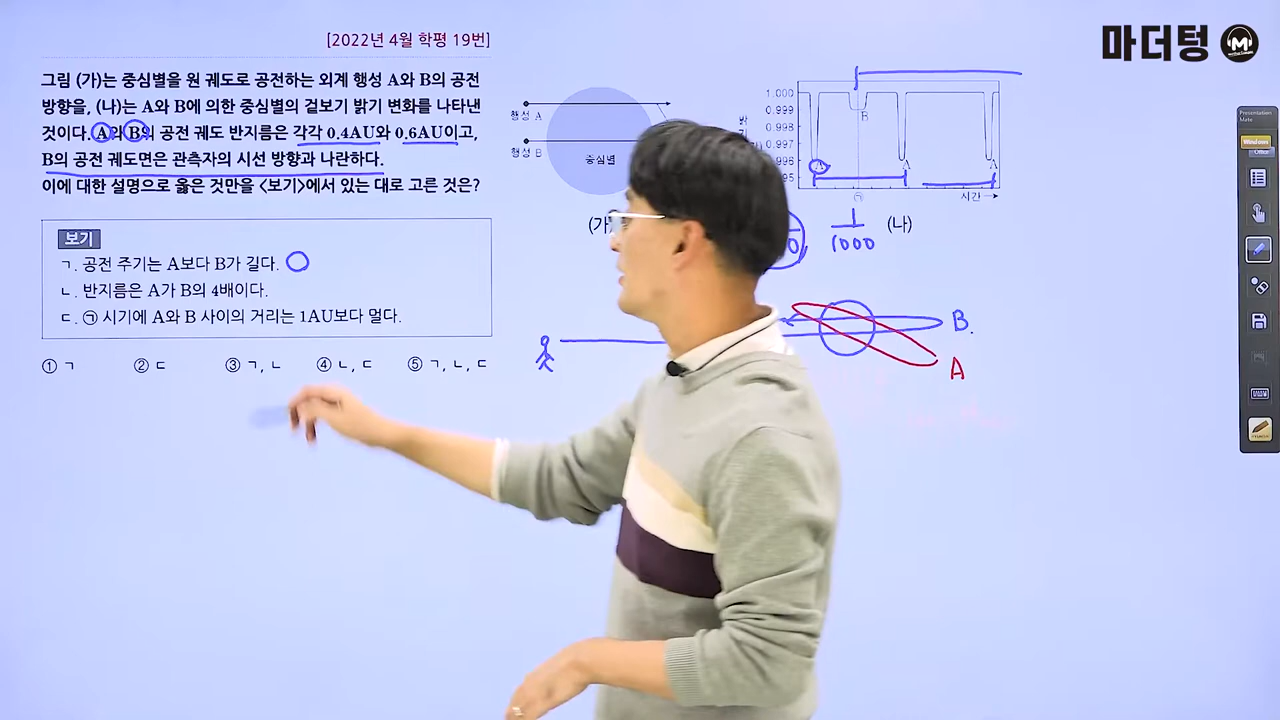 [2022년 4월 학평 19번]
마더텅
그림 (가)는 중심별을 원 궤도로 공전하는 외계 행성 A와 B의 공전
방향을, (나)는 A와 B에 의한 중심별의 겉보기 밝기 변화를 나타낸
것이다. A와 B의 공전 궤도 반지름은 각각 0.4AU와 0.6AU이고,
B의 공전 궤도면은 관측자의 시선 방향과 나란하다.
이에 대한 설명으로 옳은 것만을 <보기>에서 있는 대로 고른 것은?
보기
ㄱ. 공전 주기는 A보다 B가 길다.
ㄴ. 반지름은 A가 B의 4배이다.
ㄷ. ㉠ 시기에 A와 B 사이의 거리는 1AU보다 멀다.
① ㄱ ② ㄷ ③ ㄱ, ㄴ ④ ㄴ, ㄷ ⑤ ㄱ, ㄴ, ㄷ
행성 A
행성 B
중심별
(가)
밝
기
1.000
0.999
0.998
0.997
B
A
A
㉠
시간
(나)
1
1000
B.
A